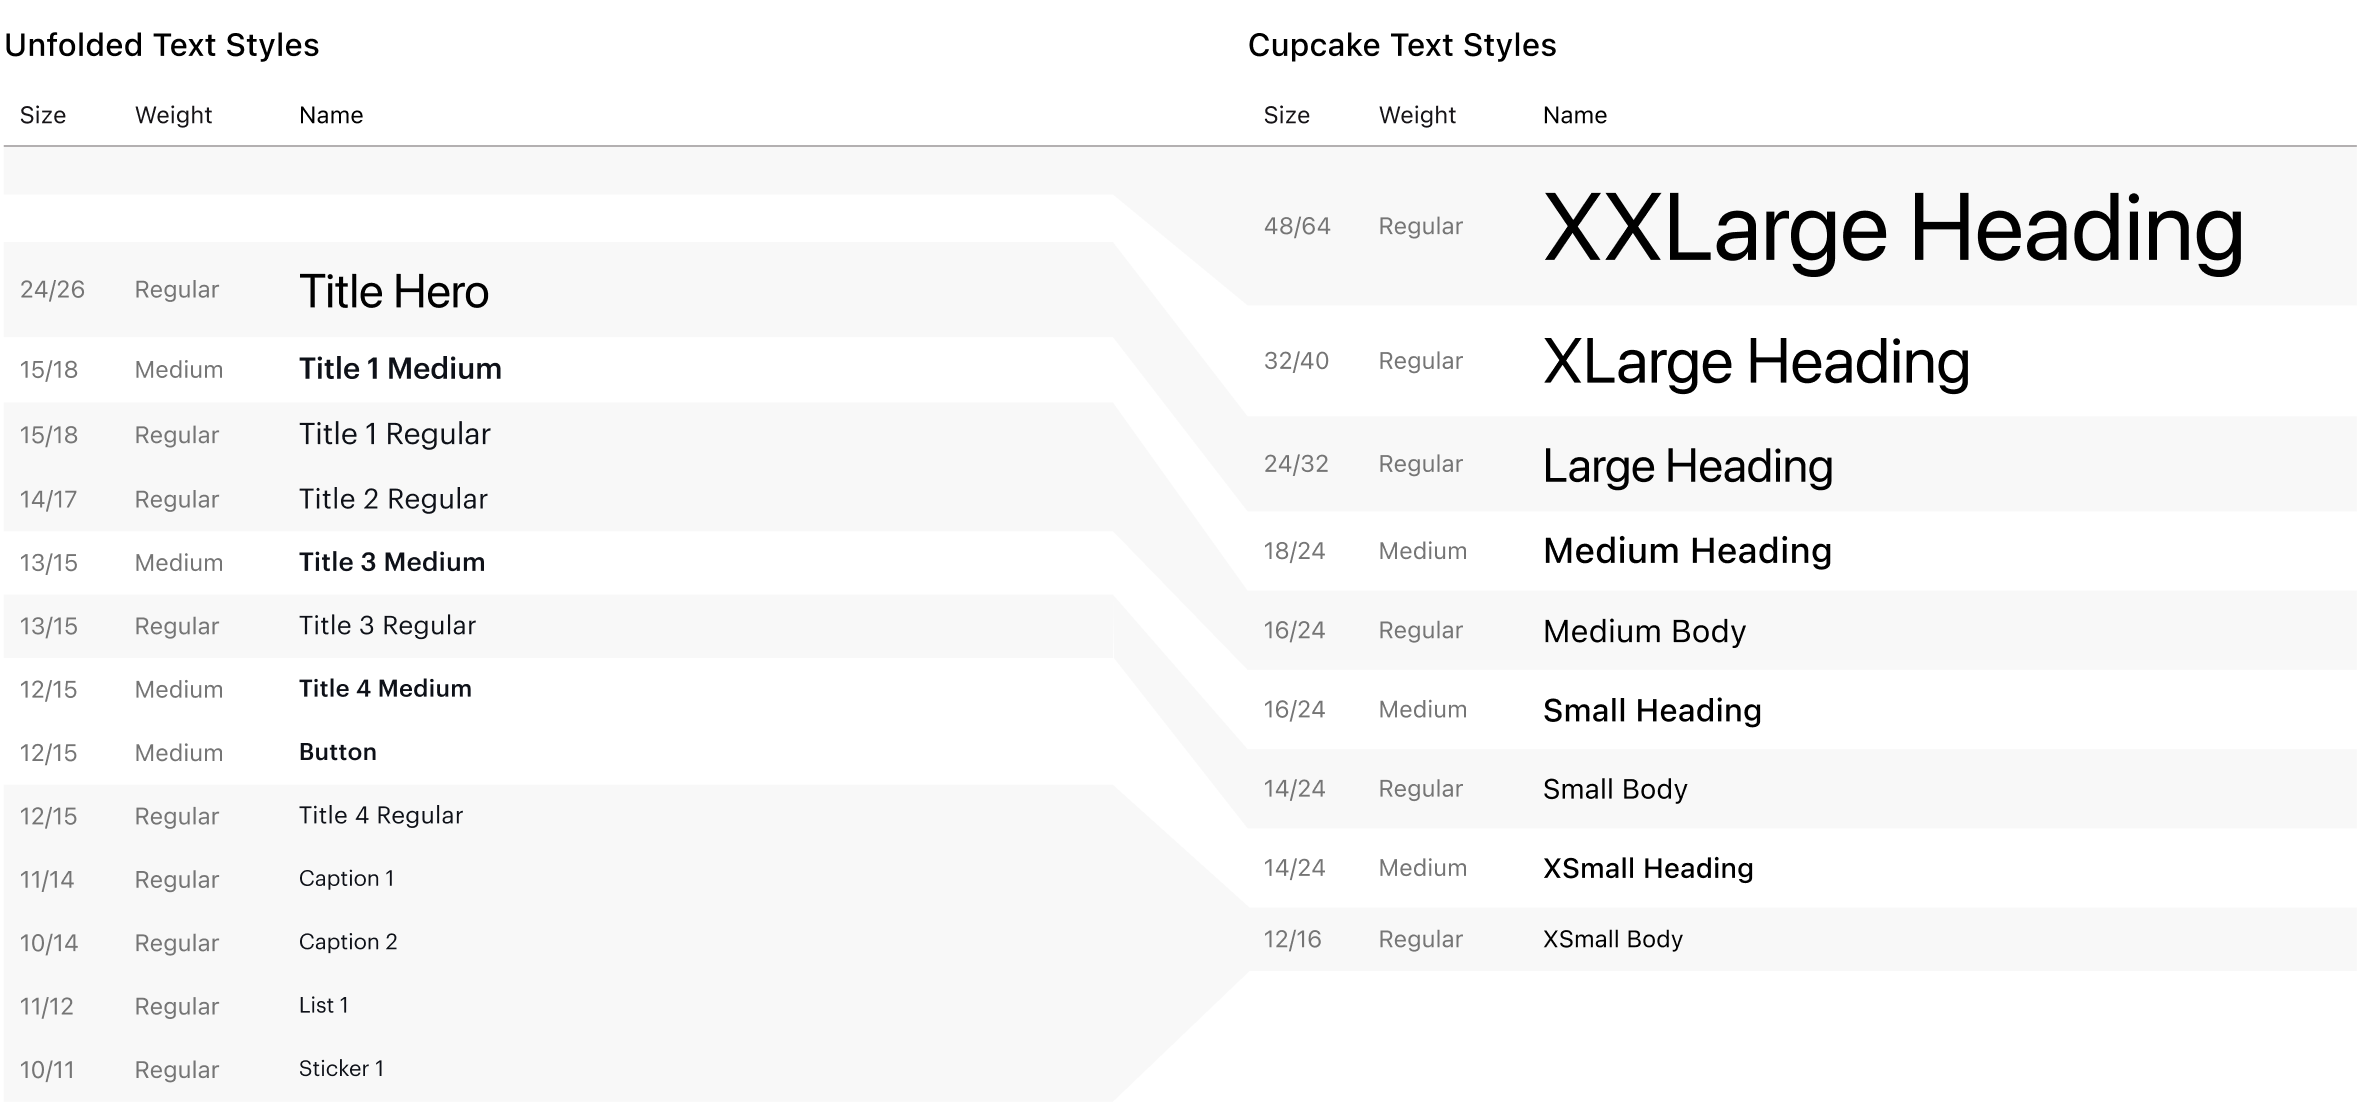 Unfolded Text Styles
Size Weight Name
24/26 Regular Title Hero
15/18 Medium Title 1 Medium
15/18 Regular Title 1 Regular
14/17 Regular Title 2 Regular
13/15 Medium Title 3 Medium
13/15 Regular Title 3 Regular
12/15 Medium Title 4 Medium
12/15 Medium Button
12/15 Regular Title 4 Regular
11/14 Regular Caption 1
10/14 Regular Caption 2
11/12 Regular List 1
10/11 Regular Sticker 1
Cupcake Text Styles
Size Weight Name
48/64 Regular XXLarge Heading
32/40 Regular XLarge Heading
24/32 Regular Large Heading
18/24 Medium Medium Heading
16/24 Regular Medium Body
16/24 Medium Small Heading
14/24 Regular Small Body
14/24 Medium XSmall Heading
12/16 Regular XSmall Body